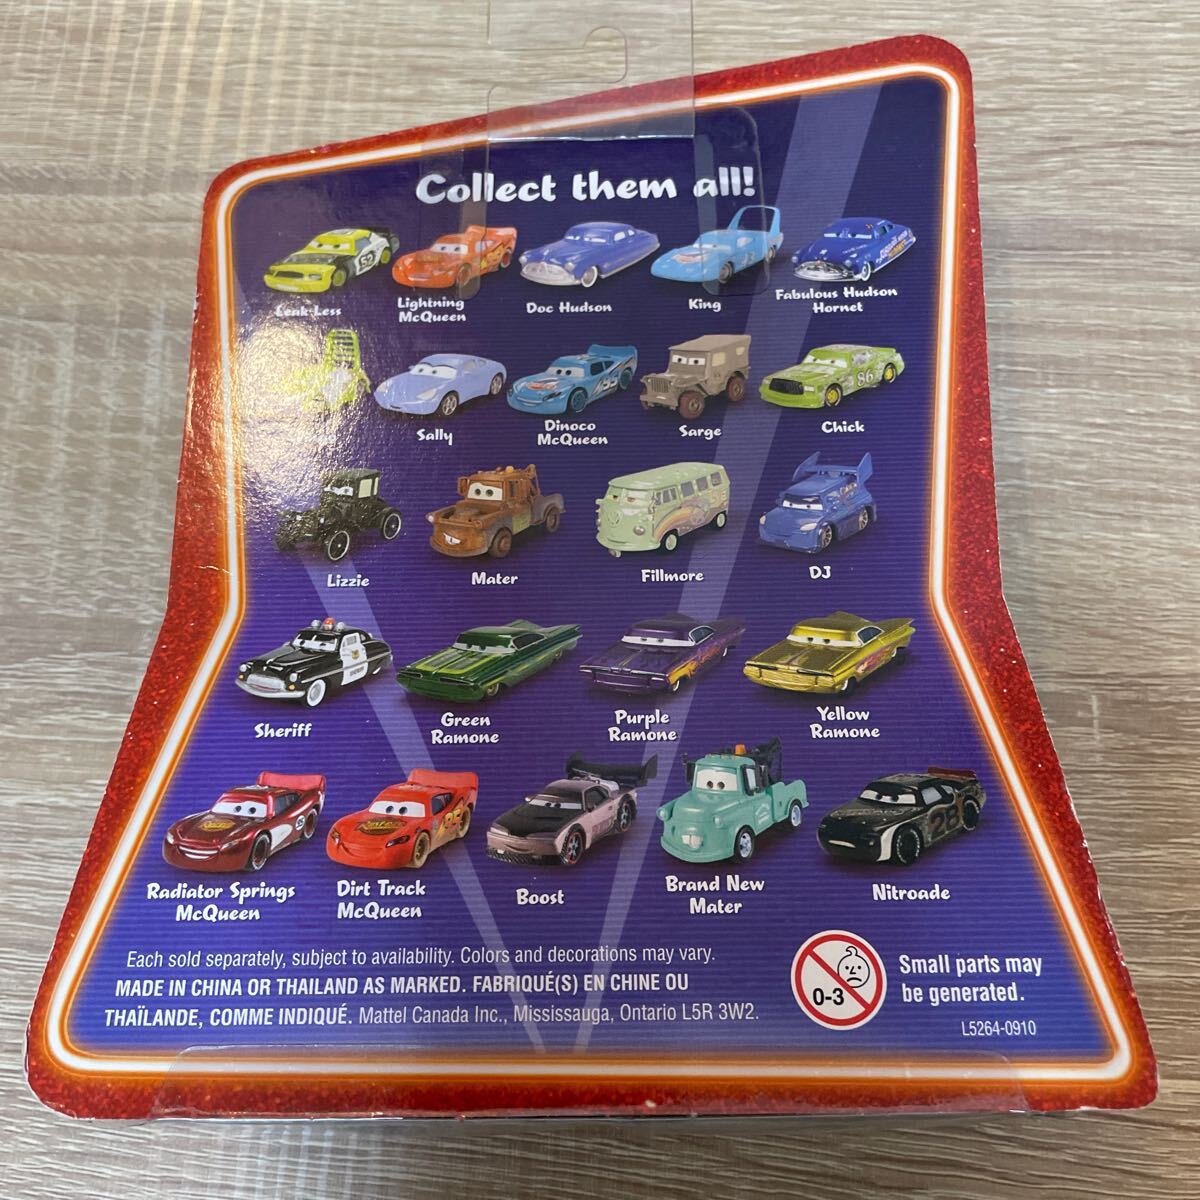 Collect them all!
Leak Less
Lightning
McQueen
Doc Hudson
King
Fabulous Hudson
Hornet
Sally
Dinoco
McQueen
Sarge
Chick
86
Lizzie
Mater
Fillmore
DJ
Sheriff
Green
Ramone
Purple
Ramone
Yellow
Ramone
95
28
Radiator Springs
McQueen
Dirt Track
McQueen
Boost
Brand New
Mater
Nitroade
Each sold separately, subject to availability. Colors and decorations may vary.
MADE IN CHINA OR THAILAND AS MARKED. FABRIQUÉ(S) EN CHINE OU
THAÏLANDE, COMME INDIQUÉ. Mattel Canada Inc., Mississauga, Ontario L5R 3W2.
0-3
Small parts may
be generated.
L5264-0910